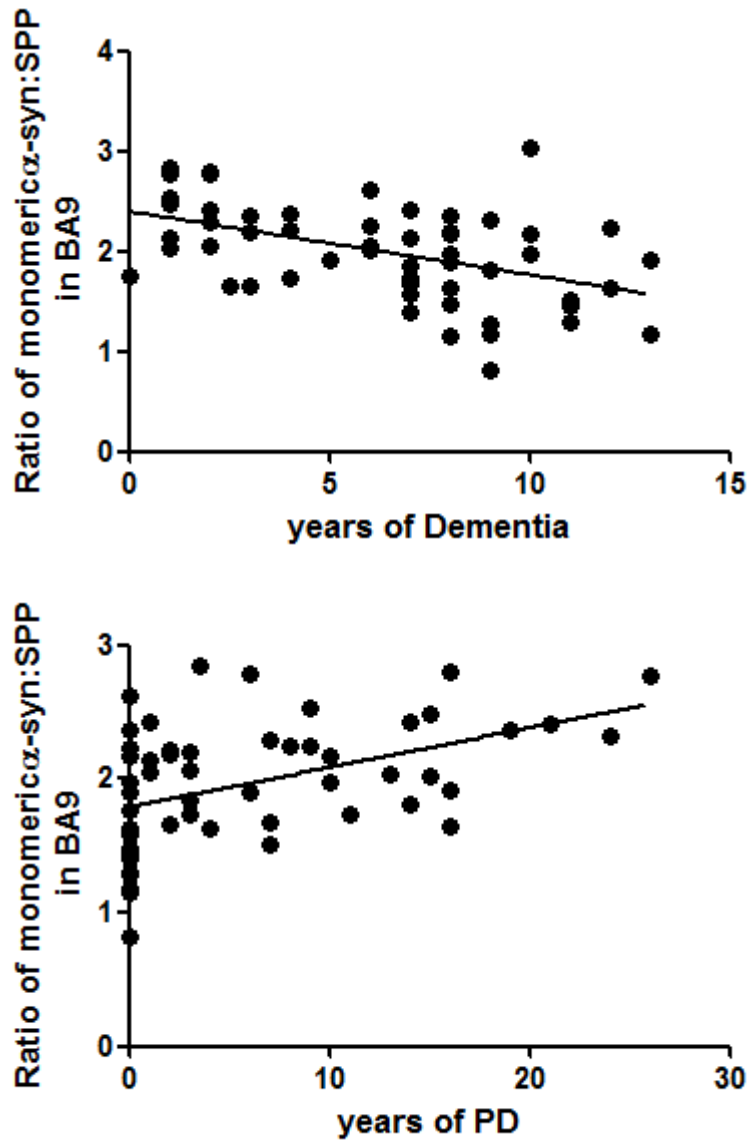 Ratio of monomericα-syn:SPP
in BA9
4
3
2
1
0
0 5 10 15
years of Dementia
Ratio of monomericα-syn:SPP
in BA9
3
2
1
0
0 10 20 30
years of PD